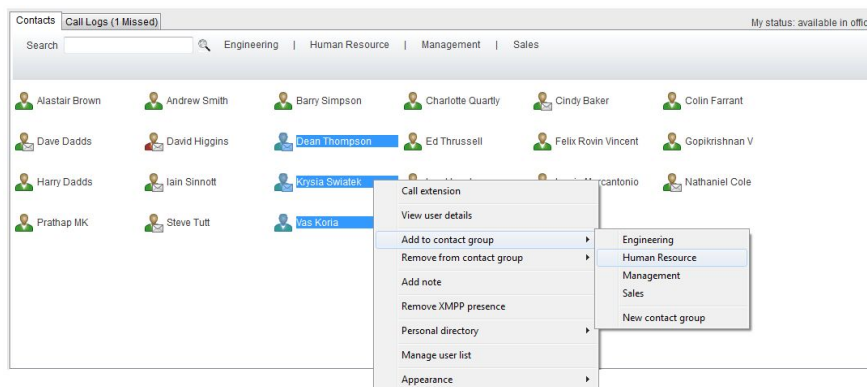 Contacts Call Logs (1 Missed) My status: available in offic
Search Engineering | Human Resource | Management | Sales
Alastair Brown Andrew Smith Barry Simpson Charlotte Quartly Cindy Baker Colin Farrant
Dave Dadds David Higgins Dean Thompson Ed Thrussell Felix Rovin Vincent Gopikrishnan V
Harry Dadds Iain Sinnott Krysia Swiatek cantonio Nathaniel Cole
Prathap MK Steve Tutt Vas Koria
Call extension
View user details
Add to contact group
Remove from contact group
Add note
Remove XMPP presence
Personal directory
Manage user list
Appearance
Engineering
Human Resource
Management
Sales
New contact group